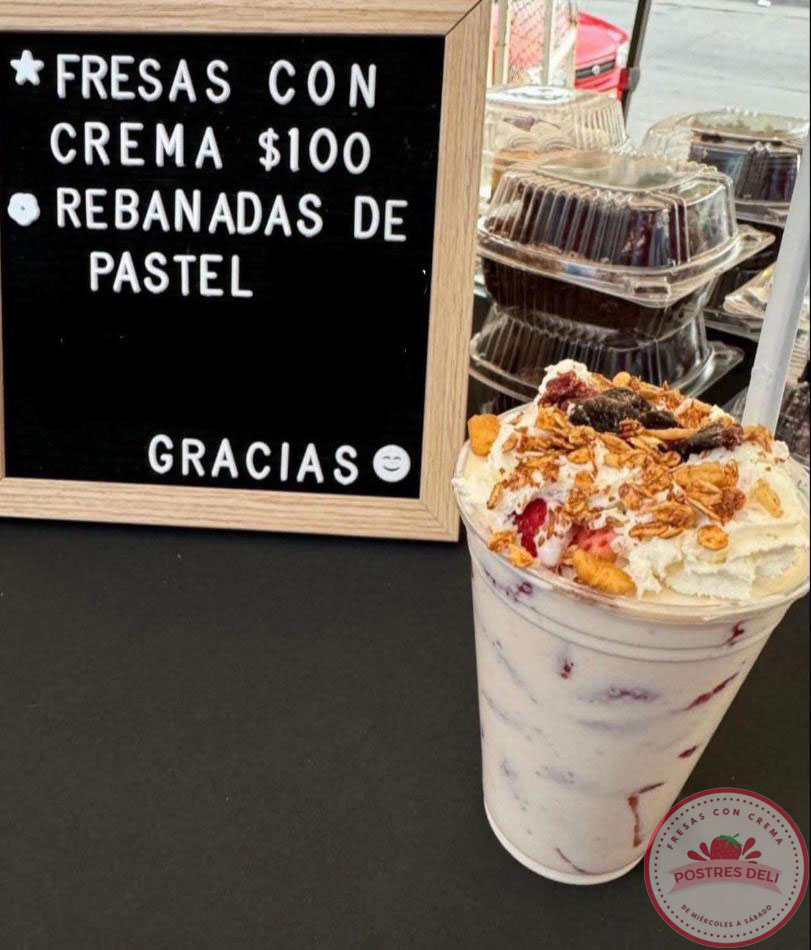 FRESAS CON
CREMA $100
REBANADAS DE
PASTEL
GRACIAS
FRESAS CON CREMA
POSTRES DELI
DE MIÉRCOLES A SÁBADO